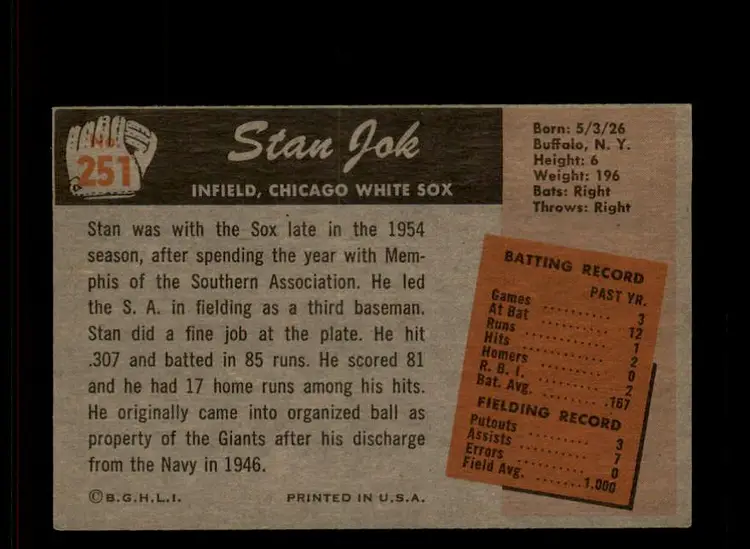 No.
251
Stan Jok
INFIELD, CHICAGO WHITE SOX
Born: 5/3/26
Buffalo, N. Y.
Height: 6
Weight: 196
Bats: Right
Throws: Right
Stan was with the Sox late in the 1954
season, after spending the year with Mem-
phis of the Southern Association. He led
the S. A. in fielding as a third baseman.
Stan did a fine job at the plate. He hit
.307 and batted in 85 runs. He scored 81
and he had 17 home runs among his hits.
He originally came into organized ball as
property of the Giants after his discharge
from the Navy in 1946.
BATTING RECORD
PAST YR.
Games .......... 3
At Bat .......... 12
Runs .......... 1
Hits .......... 2
Homers .......... 0
R. B. I. .......... 2
Bat. Avg. .......... .167
FIELDING RECORD
Putouts .......... 3
Assists .......... 7
Errors .......... 0
Field Avg. .......... 1,000
©B.G.H.L.I.
PRINTED IN U.S.A.